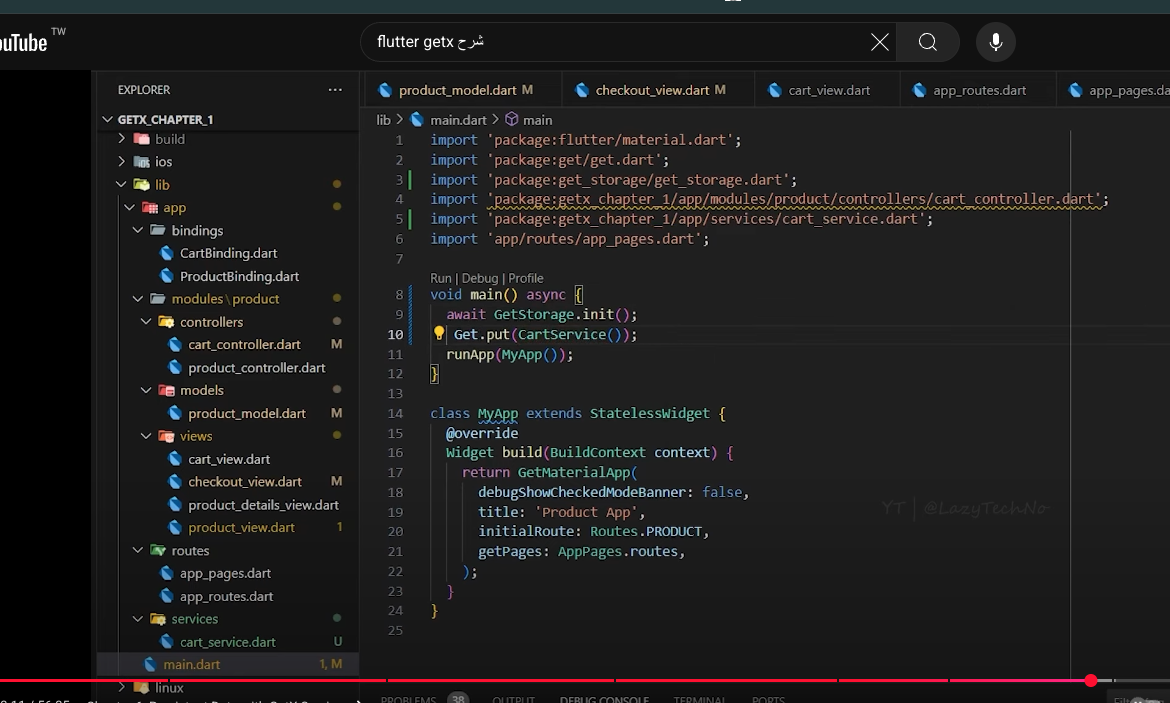 YouTube TW
flutter getx شرح
EXPLORER
GETX_CHAPTER_1
build
ios
lib
app
bindings
CartBinding.dart
ProductBinding.dart
modules\product
controllers
cart_controller.dart M
product_controller.dart
models
product_model.dart M
views
cart_view.dart
checkout_view.dart M
product_details_view.dart
product_view.dart 1
routes
app_pages.dart
app_routes.dart
services
cart_service.dart U
main.dart 1, M
linux
product_model.dart M
checkout_view.dart M
cart_view.dart
app_routes.dart
app_pages.da
lib > main.dart > main
1 import 'package:flutter/material.dart';
2 import 'package:get/get.dart';
3 import 'package:get_storage/get_storage.dart';
4 import 'package:getx_chapter_1/app/modules/product/controllers/cart_controller.dart';
5 import 'package:getx_chapter_1/app/services/cart_service.dart';
6 import 'app/routes/app_pages.dart';
7
Run | Debug | Profile
8 void main() async {
9 await GetStorage.init();
10 Get.put(CartService());
11 runApp(MyApp());
12 }
13
14 class MyApp extends StatelessWidget {
15 @override
16 Widget build(BuildContext context) {
17 return GetMaterialApp(
18 debugShowCheckedModeBanner: false,
19 title: 'Product App',
20 initialRoute: Routes.PRODUCT,
21 getPages: AppPages.routes,
22 );
23 }
24 }
25
YT | @LazyTechNo
PROBLEMS 38 OUTPUT DEBUG CONSOLE TERMINAL PORTS